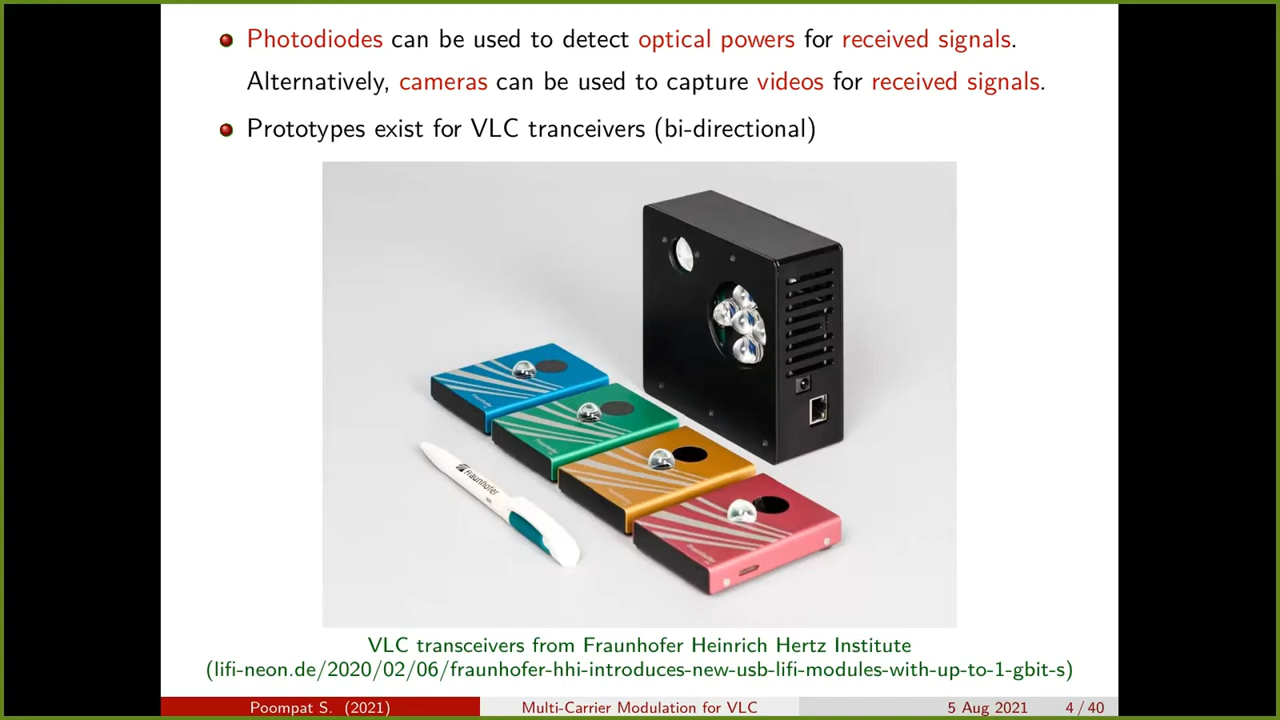 Photodiodes can be used to detect optical powers for received signals.
Alternatively, cameras can be used to capture videos for received signals.
Prototypes exist for VLC tranceivers (bi-directional)
Fraunhofer
VLC transceivers from Fraunhofer Heinrich Hertz Institute
(lifi-neon.de/2020/02/06/fraunhofer-hhi-introduces-new-usb-lifi-modules-with-up-to-1-gbit-s)
Poompat S. (2021)
Multi-Carrier Modulation for VLC
5 Aug 2021
4 / 40